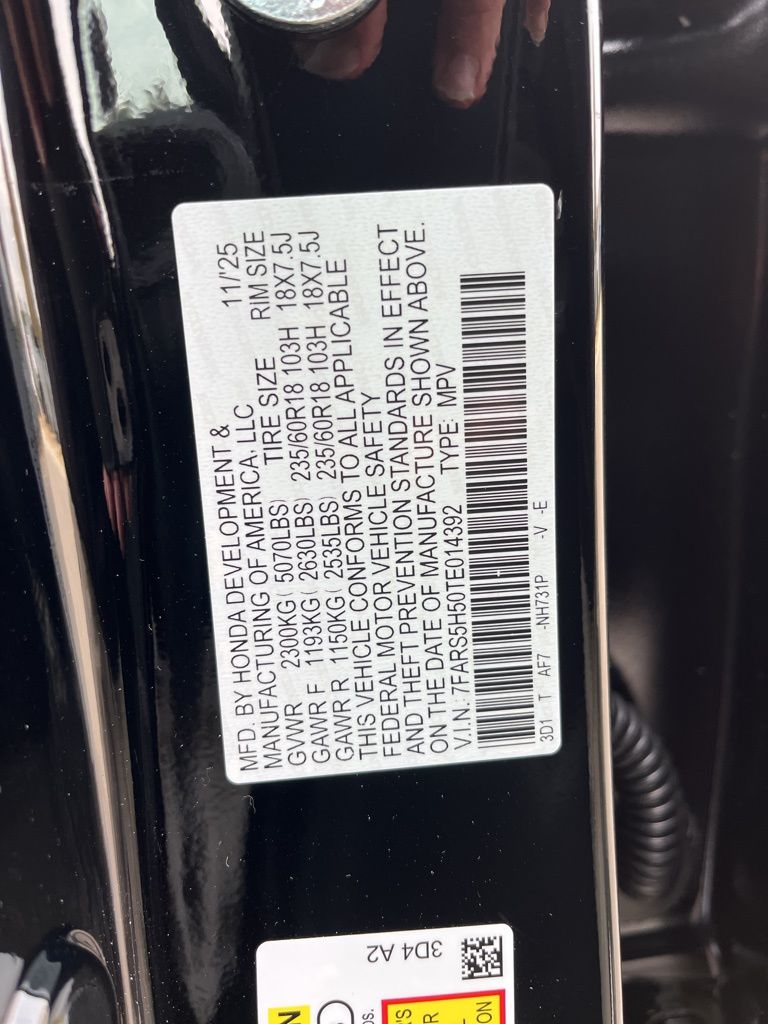 MFD. BY HONDA DEVELOPMENT &
MANUFACTURING OF AMERICA, LLC 11/'25
GVWR 2300KG ( 5070LBS) TIRE SIZE RIM SIZE
GAWR F 1193KG ( 2630LBS) 235/60R18 103H 18X7.5J
GAWR R 1150KG ( 2535LBS) 235/60R18 103H 18X7.5J
THIS VEHICLE CONFORMS TO ALL APPLICABLE
FEDERAL MOTOR VEHICLE SAFETY
AND THEFT PREVENTION STANDARDS IN EFFECT
ON THE DATE OF MANUFACTURE SHOWN ABOVE.
V.I.N.: 7FARS5H50TE014392 TYPE: MPV
3D1 T AF7 -NH731P -V -E
3D4 A2